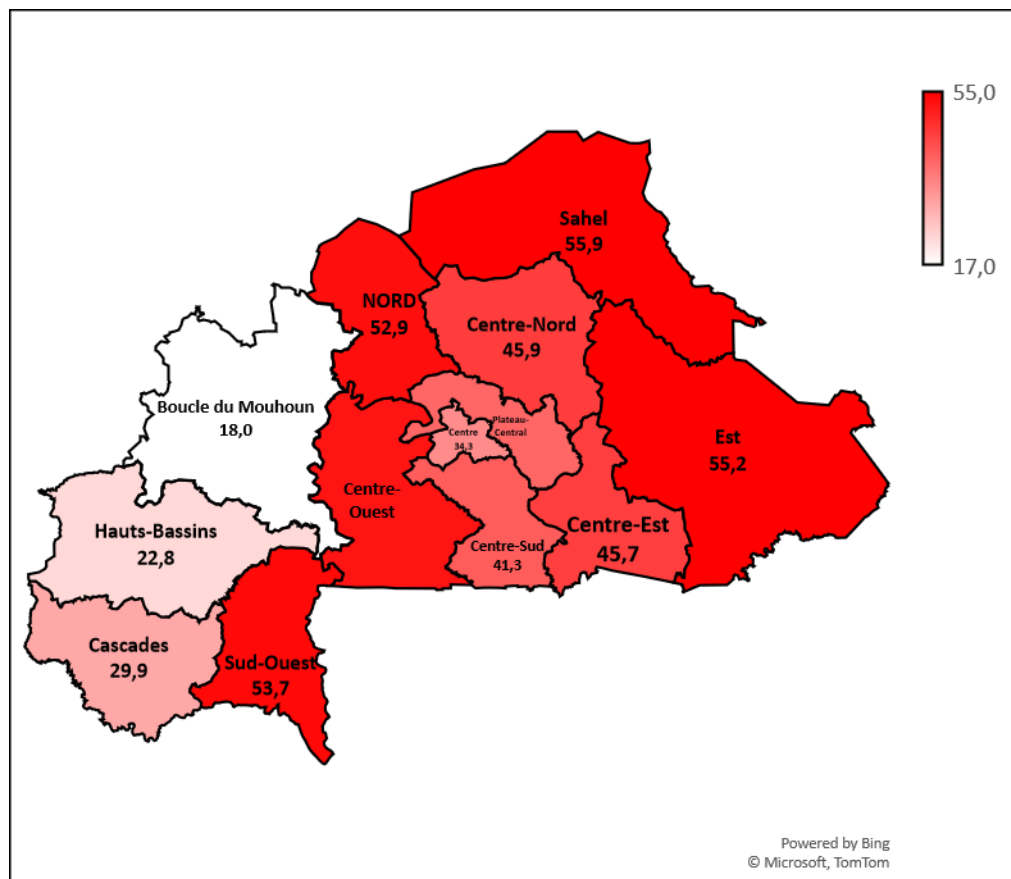 55,0
17,0
Sahel
55,9
NORD
52,9
Centre-Nord
45,9
Boucle du Mouhoun
18,0
Plateau-
Central
Centre
34,3
Est
55,2
Centre-
Ouest
Hauts-Bassins
22,8
Centre-Est
45,7
Centre-Sud
41,3
Cascades
29,9
Sud-Ouest
53,7
Powered by Bing
© Microsoft, TomTom